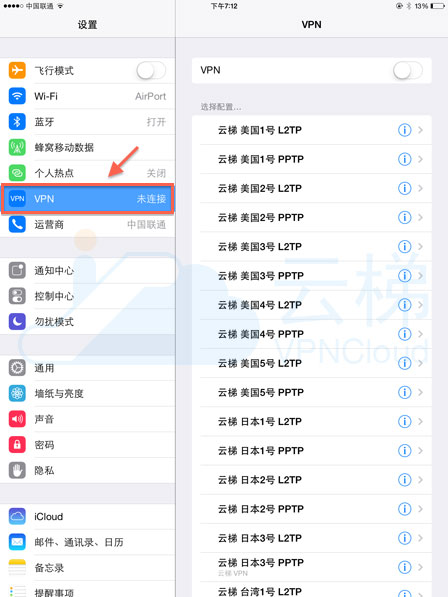 中国联通
下午7:12
13%
设置
VPN
飞行模式
Wi-Fi AirPort
蓝牙 打开
蜂窝移动数据
个人热点 关闭
VPN VPN 未连接
运营商 中国联通
通知中心
控制中心
勿扰模式
通用
墙纸与亮度
声音
密码
隐私
iCloud
邮件、通讯录、日历
备忘录
提醒事项
VPN
选择配置...
云梯 美国1号 L2TP
云梯 美国1号 PPTP
云梯 美国2号 L2TP
云梯 美国2号 PPTP
云梯 美国3号 L2TP
云梯 美国3号 PPTP
云梯 美国4号 L2TP
云梯 美国4号 PPTP
云梯 美国5号 L2TP
云梯 美国5号 PPTP
云梯 日本1号 L2TP
云梯 日本1号 PPTP
云梯 日本2号 L2TP
云梯 日本2号 PPTP
云梯 日本3号 L2TP
云梯 日本3号 PPTP
云梯 VPN
云梯 台湾1号 L2TP
云梯
VPNCloud